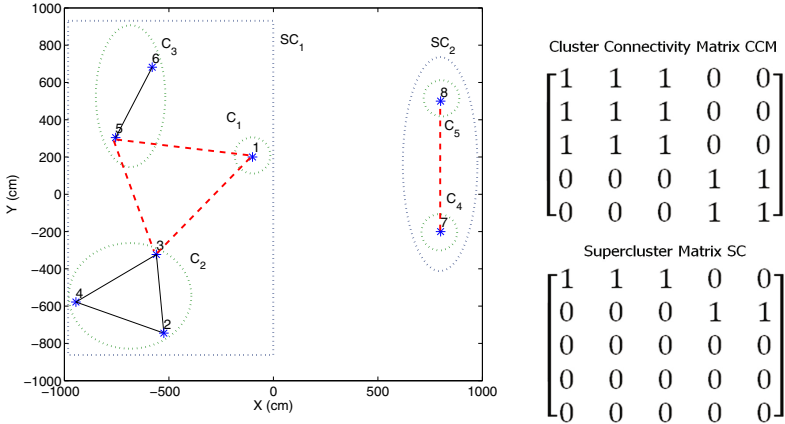 1000
800
600
400
200
0
−200
−400
−600
−800
−1000
Y (cm)
−1000
−500
0
500
1000
X (cm)
C3
6
SC1
5
C1
1
3
C2
4
2
SC2
8
C5
C4
7
Cluster Connectivity Matrix CCM
1 1 1 0 0
1 1 1 0 0
1 1 1 0 0
0 0 0 1 1
0 0 0 1 1
Supercluster Matrix SC
1 1 1 0 0
0 0 0 1 1
0 0 0 0 0
0 0 0 0 0
0 0 0 0 0